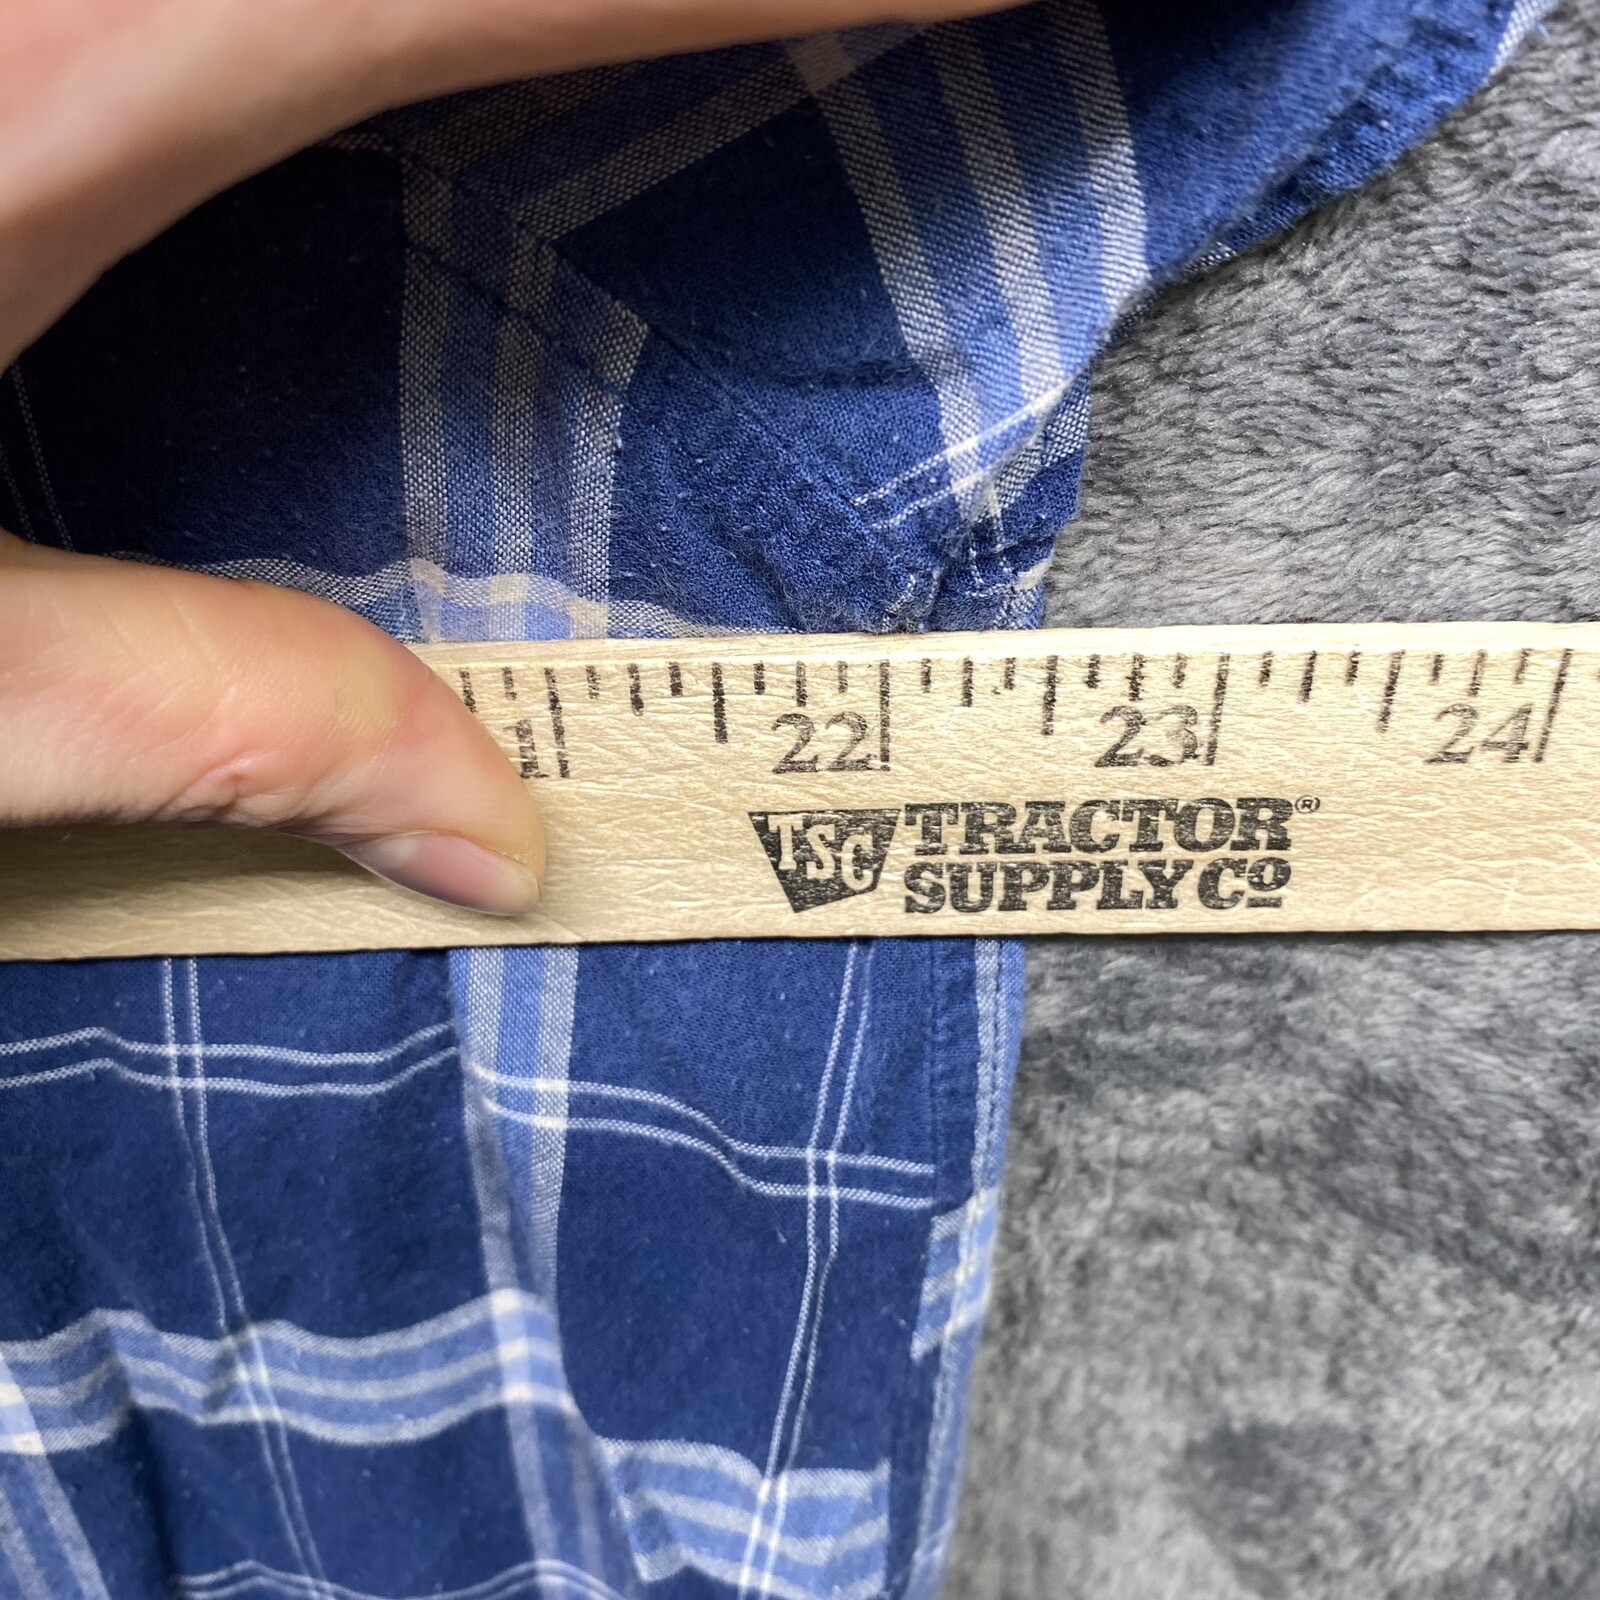 22 23 24
TSC TRACTOR®
SUPPLY CO